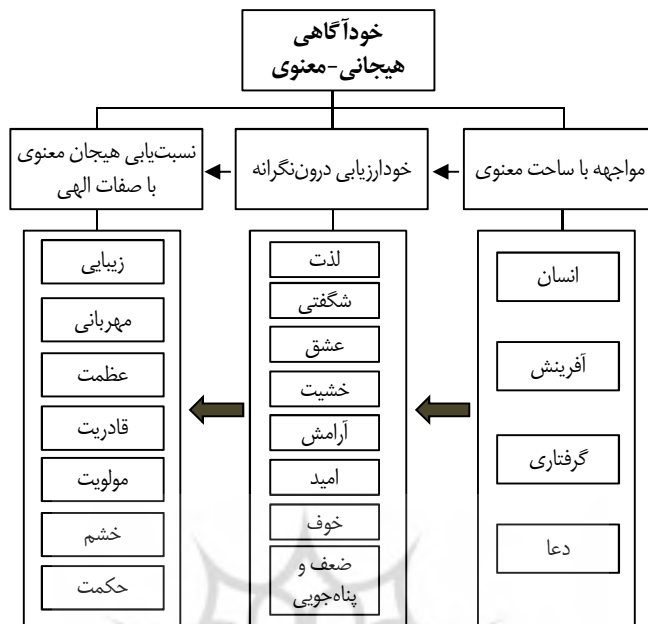 خودآگاهی
هیجانی-معنوی
مواجهه با ساحت معنوی
خودارزیابی درون‌نگرانه
نسبت‌یابی هیجان معنوی
با صفات الهی
انسان
آفرینش
گرفتاری
دعا
لذت
شگفتی
عشق
خشیت
آرامش
امید
خوف
ضعف و
پناه‌جویی
زیبایی
مهربانی
عظمت
قادریت
مولویت
خشم
حکمت